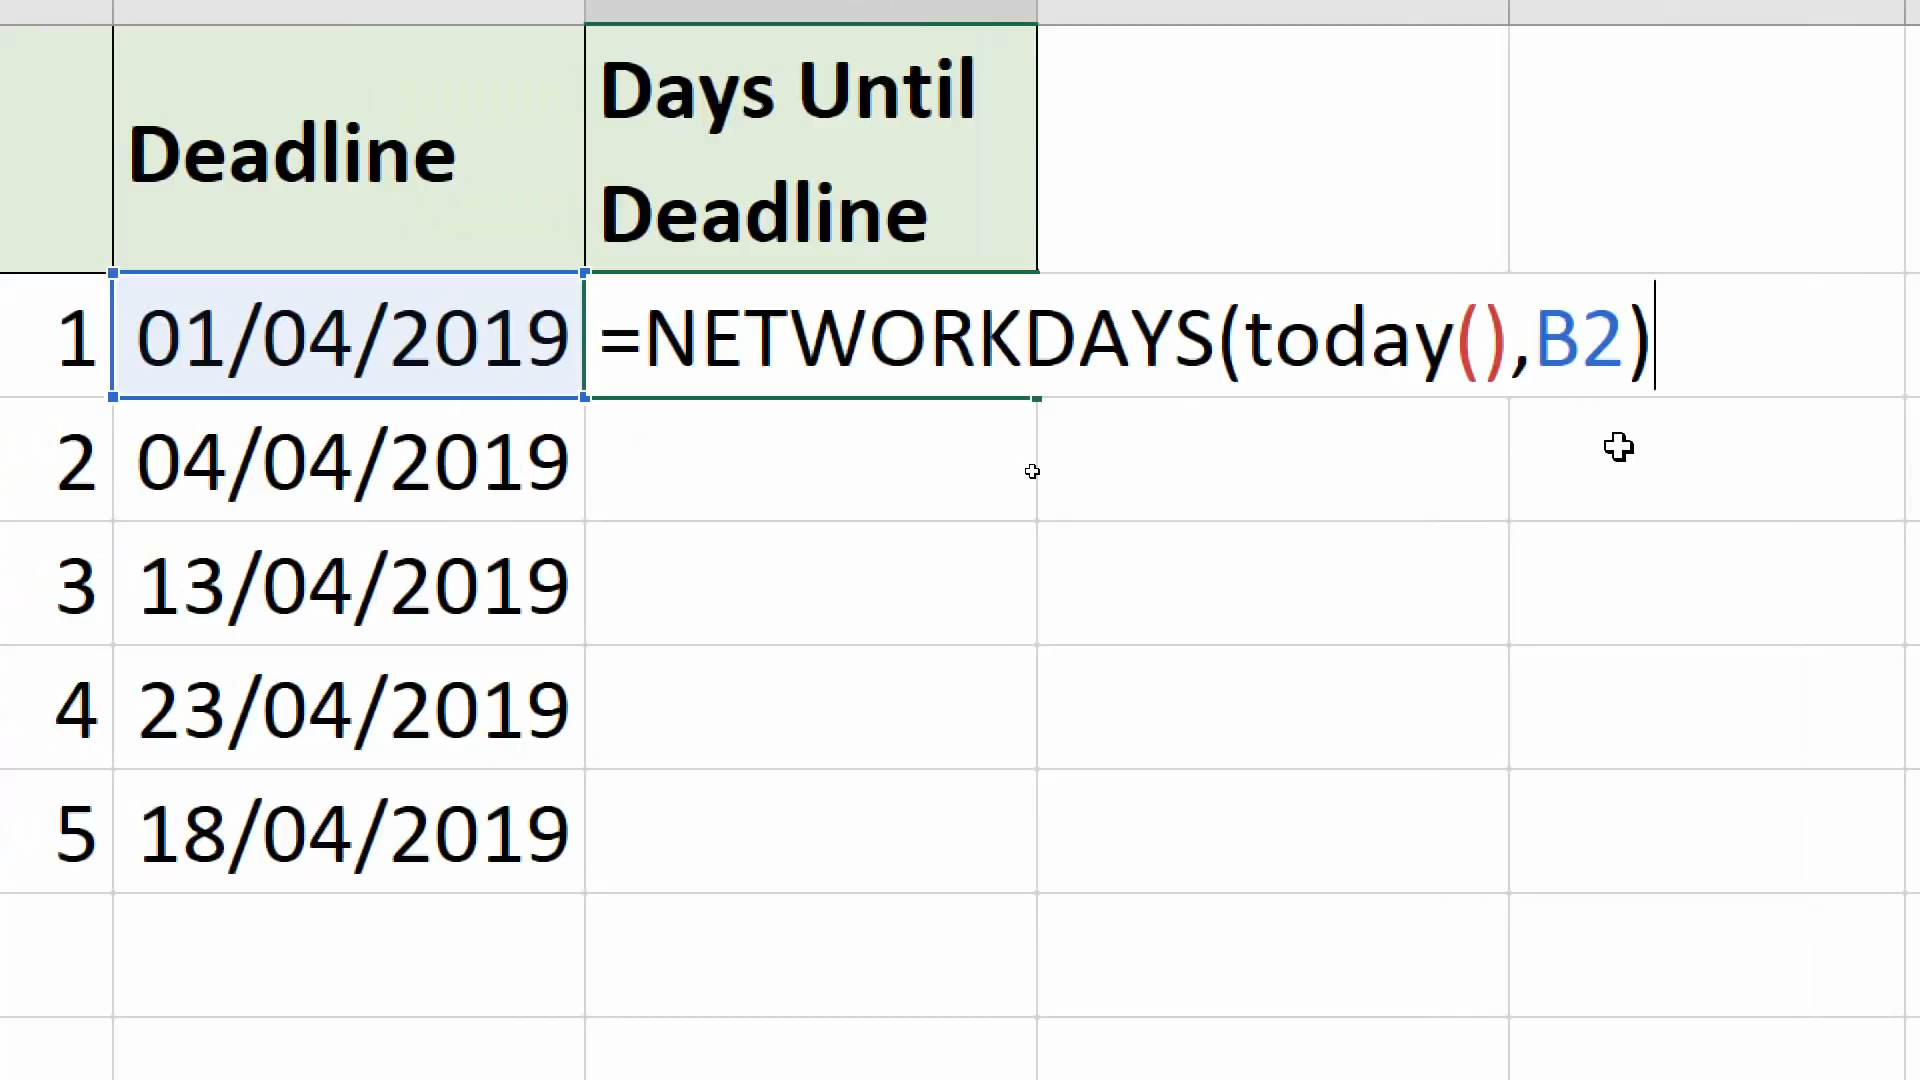 Deadline
Days Until
Deadline
1 01/04/2019 =NETWORKDAYS(today(),B2)
2 04/04/2019
3 13/04/2019
4 23/04/2019
5 18/04/2019